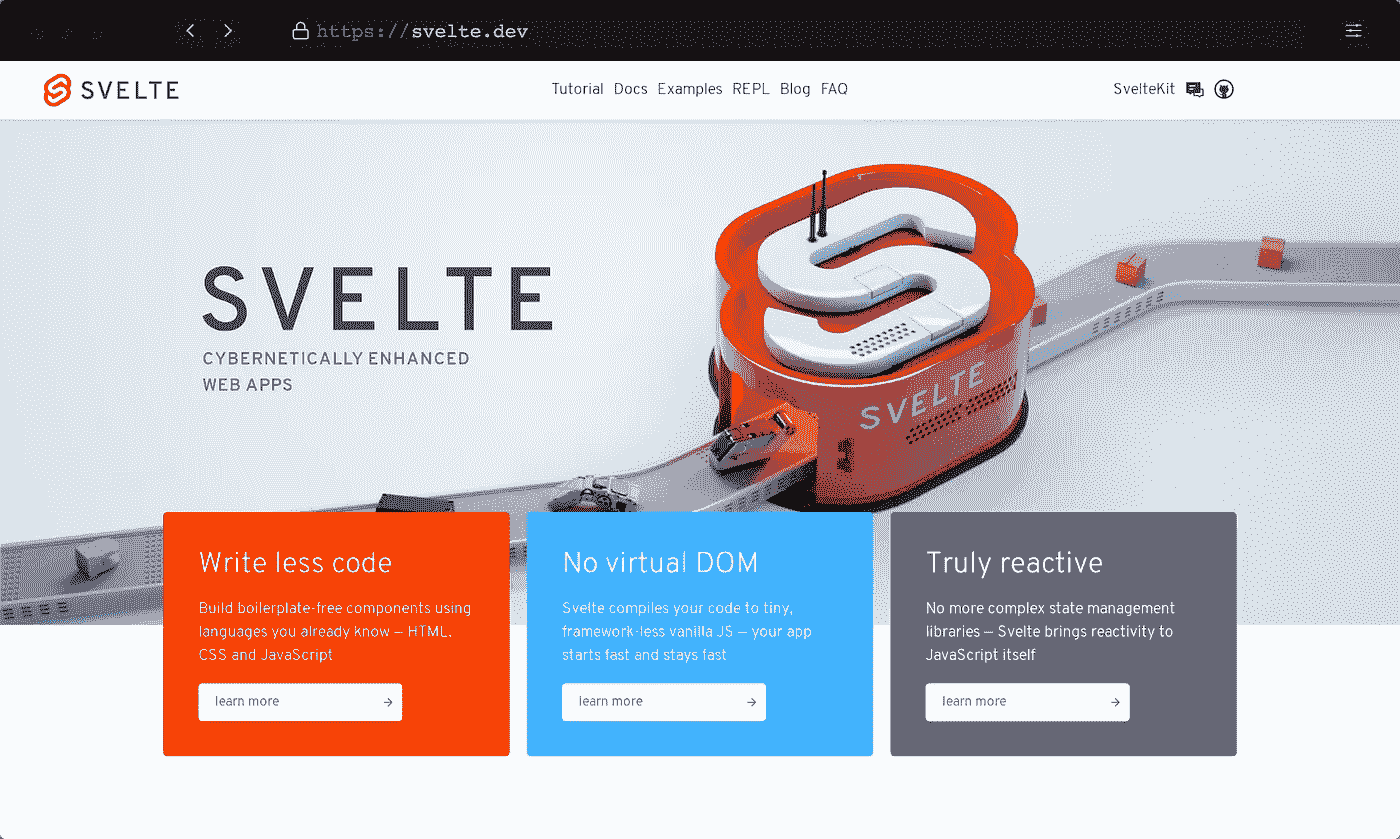 https://svelte.dev
SVELTE
Tutorial Docs Examples REPL Blog FAQ
SvelteKit
SVELTE
CYBERNETICALLY ENHANCED
WEB APPS
SVELTE
Write less code
Build boilerplate-free components using
languages you already know — HTML,
CSS and JavaScript
learn more
No virtual DOM
Svelte compiles your code to tiny,
framework-less vanilla JS — your app
starts fast and stays fast
learn more
Truly reactive
No more complex state management
libraries — Svelte brings reactivity to
JavaScript itself
learn more